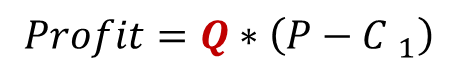 Profit = Q * (P − C ₁)